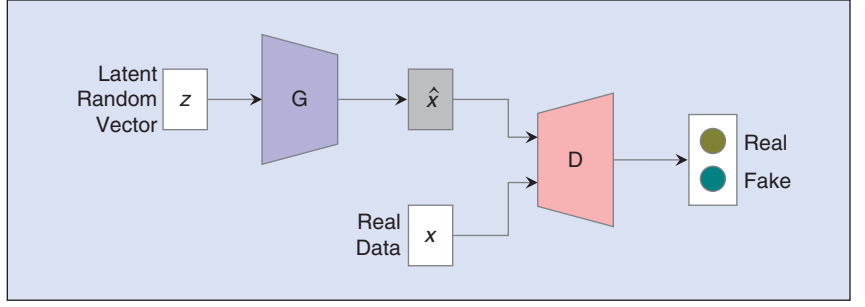 Latent
Random
Vector
z
G
x̂
D
Real
Fake
Real
Data
x